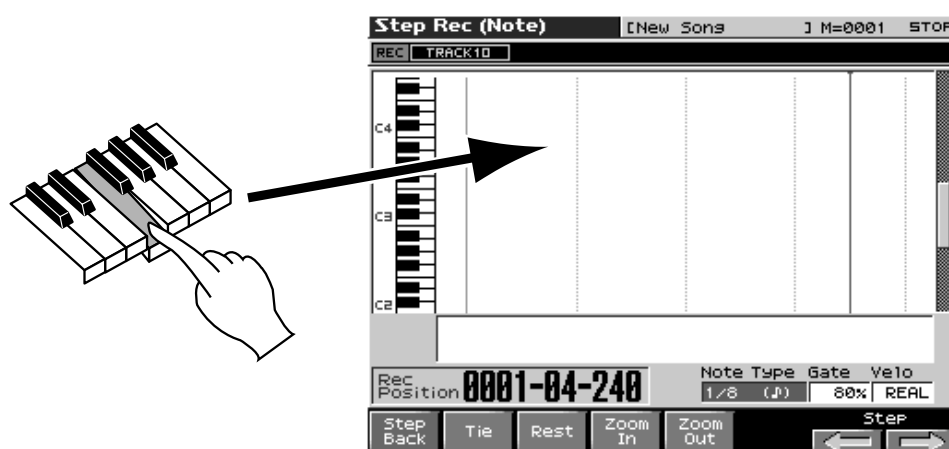 Step Rec (Note) [New Song ] M=0001 STOP
REC TRACK10
C4
C3
C2
Rec Position 0001-04-240
Note Type Gate Velo
1/8 (♪) 80% REAL
Step Back Tie Rest Zoom In Zoom Out Step